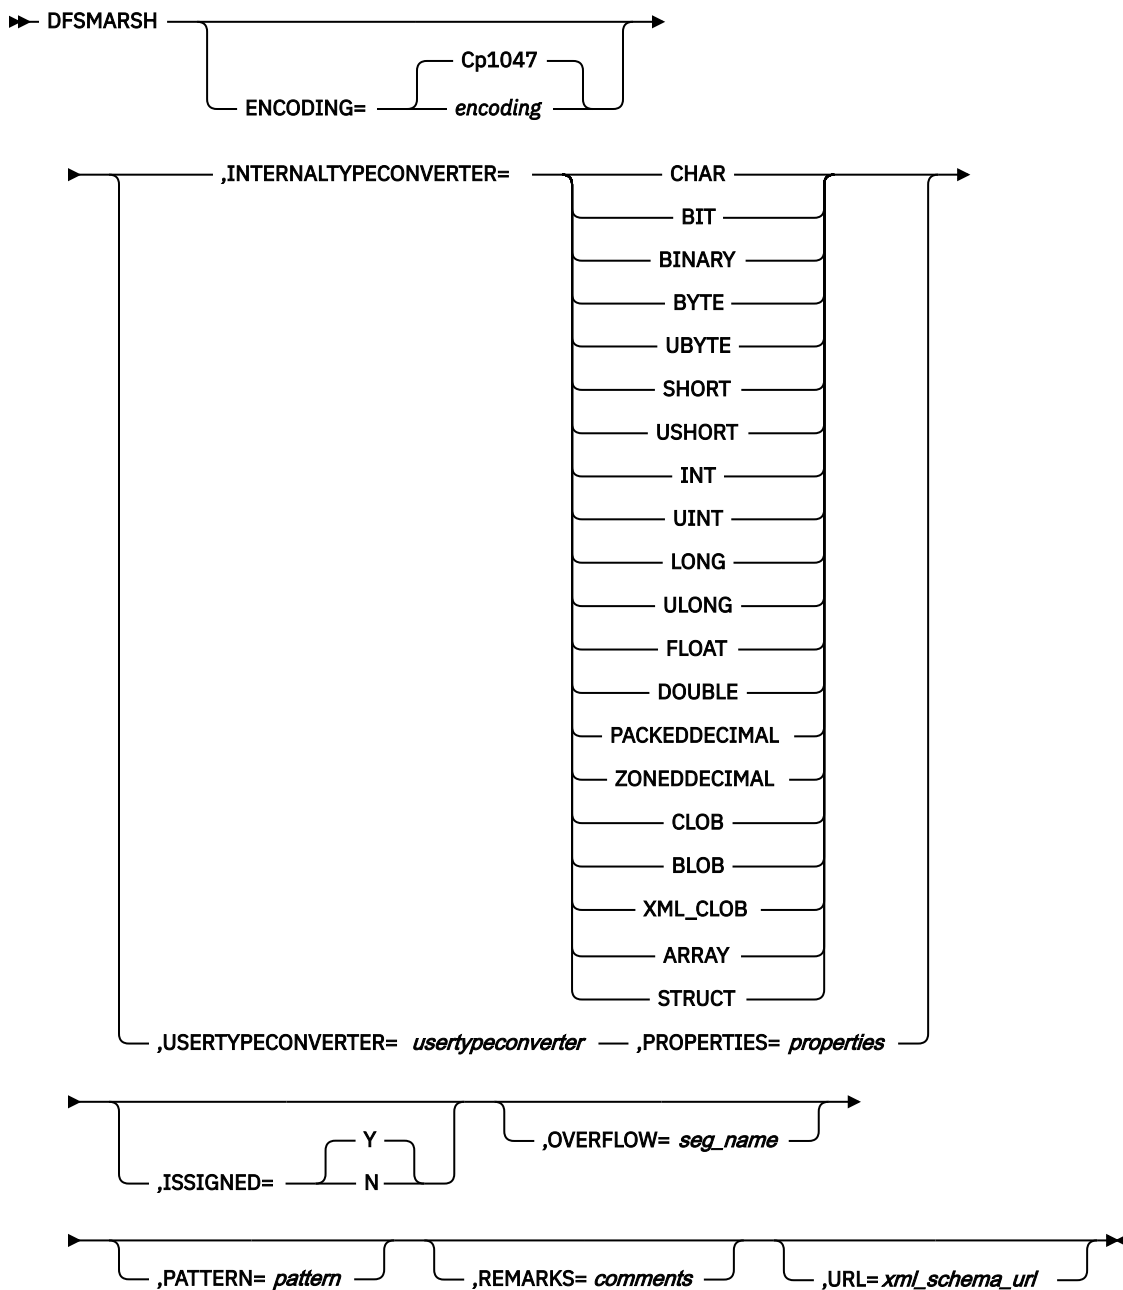 DFSMARSH
Cp1047
ENCODING= encoding
,INTERNALTYPECONVERTER= CHAR
BIT
BINARY
BYTE
UBYTE
SHORT
USHORT
INT
UINT
LONG
ULONG
FLOAT
DOUBLE
PACKEDDECIMAL
ZONEDDECIMAL
CLOB
BLOB
XML_CLOB
ARRAY
STRUCT
,USERTYPECONVERTER= usertypeconverter ,PROPERTIES= properties
Y ,OVERFLOW= seg_name
,ISSIGNED= N
,PATTERN= pattern ,REMARKS= comments ,URL= xml_schema_url